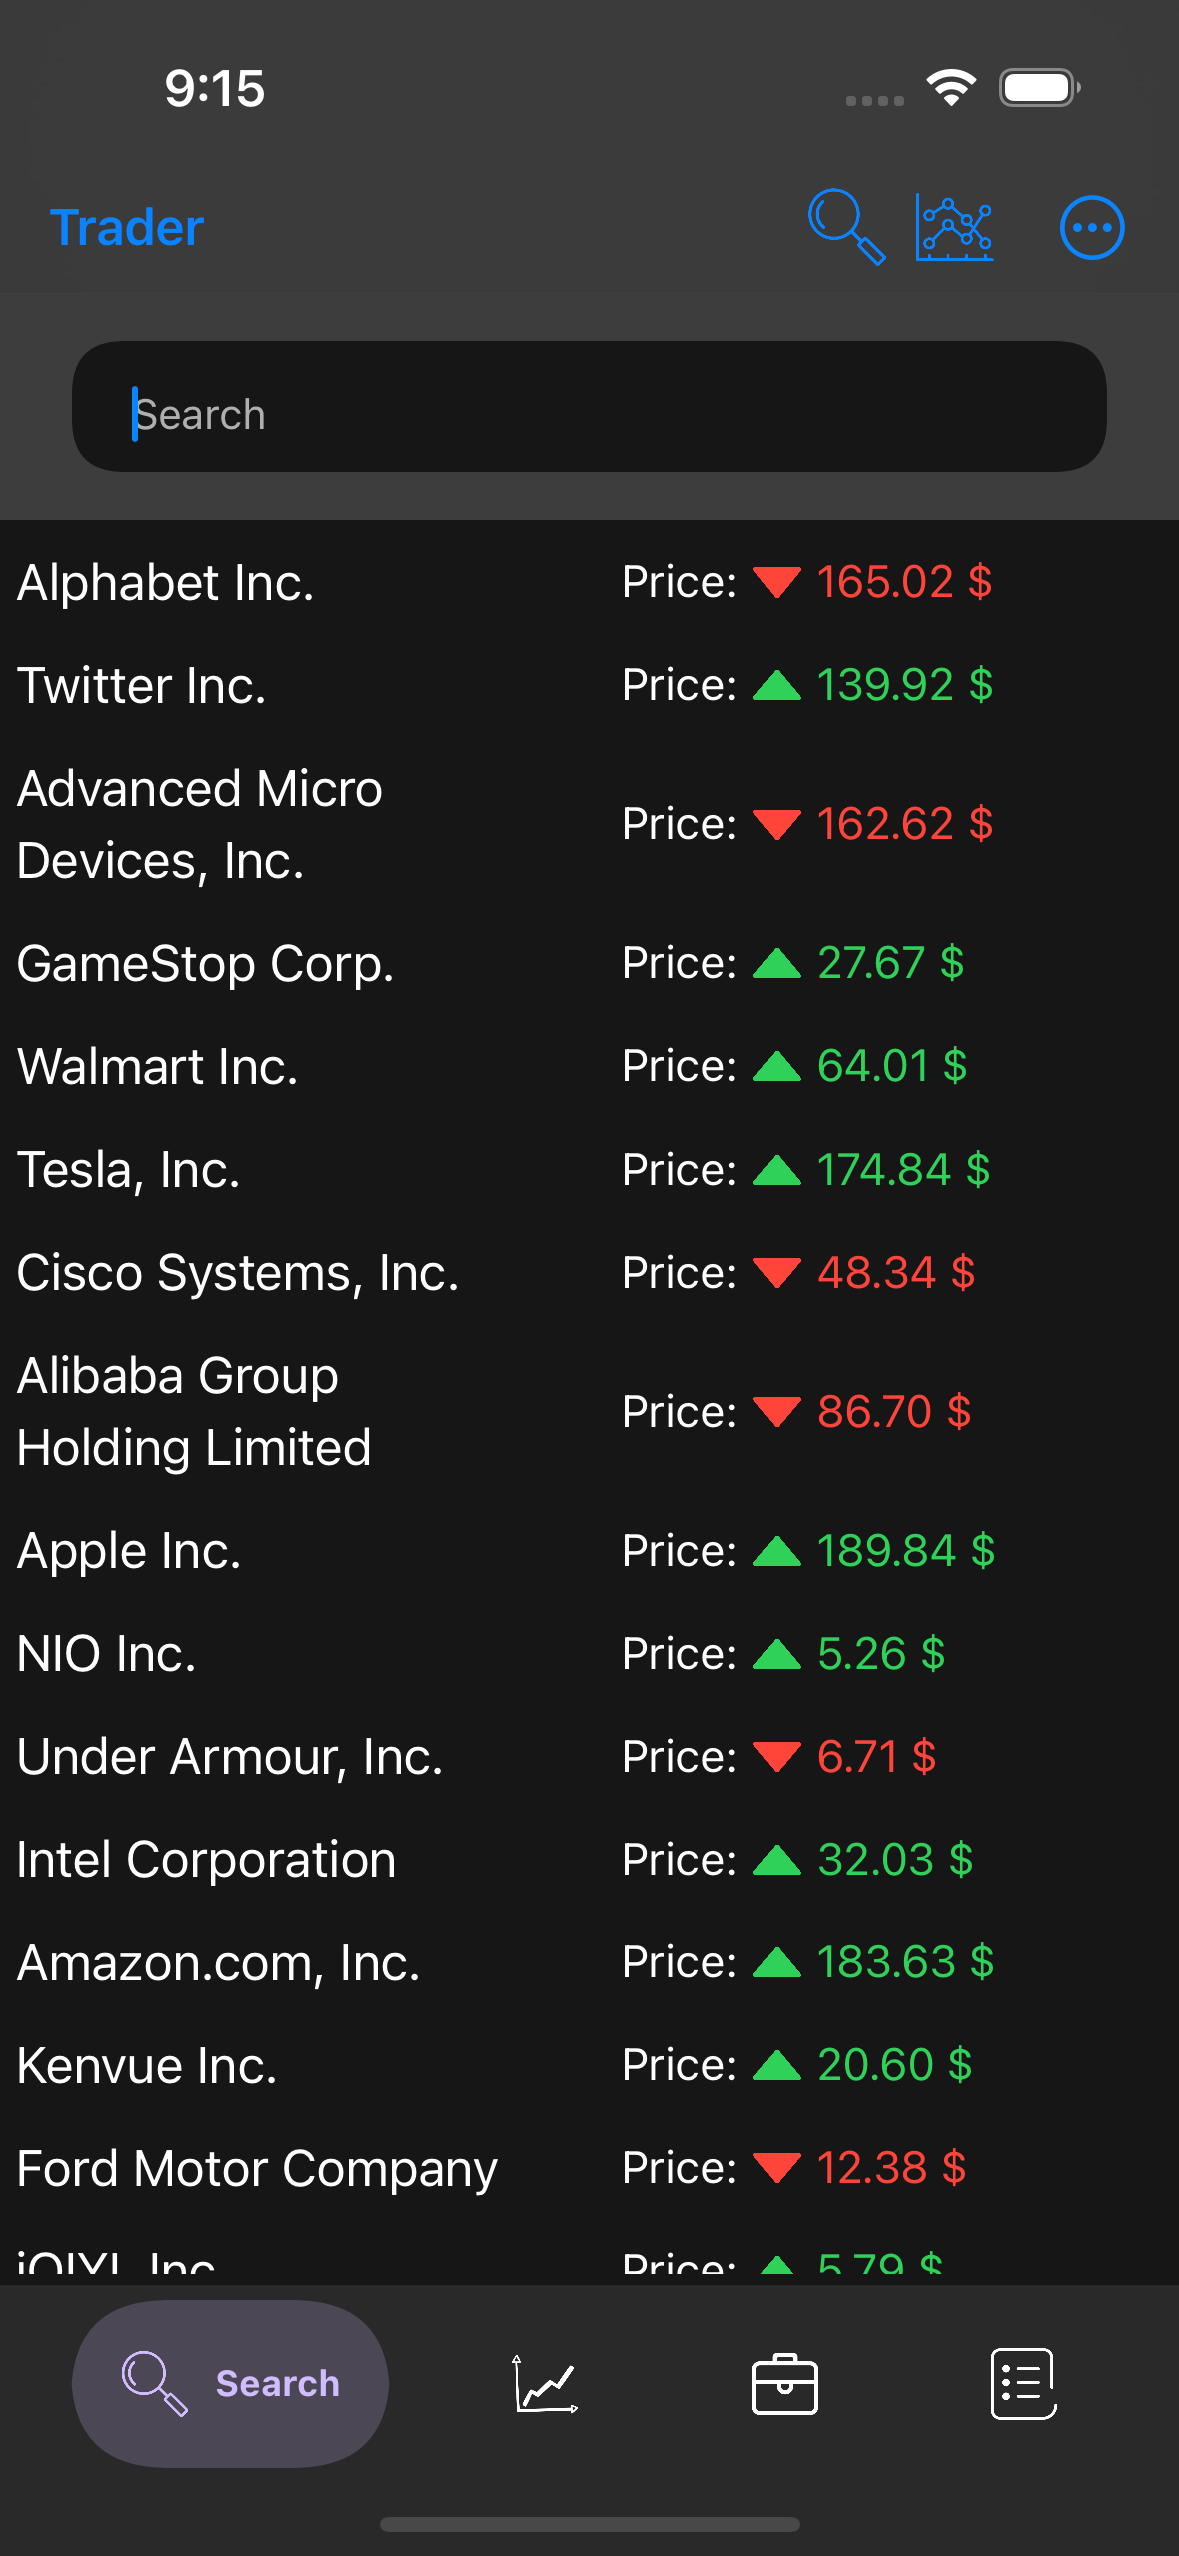 9:15
Trader
Search
Alphabet Inc. Price: 165.02 $
Twitter Inc. Price: 139.92 $
Advanced Micro
Devices, Inc. Price: 162.62 $
GameStop Corp. Price: 27.67 $
Walmart Inc. Price: 64.01 $
Tesla, Inc. Price: 174.84 $
Cisco Systems, Inc. Price: 48.34 $
Alibaba Group
Holding Limited Price: 86.70 $
Apple Inc. Price: 189.84 $
NIO Inc. Price: 5.26 $
Under Armour, Inc. Price: 6.71 $
Intel Corporation Price: 32.03 $
Amazon.com, Inc. Price: 183.63 $
Kenvue Inc. Price: 20.60 $
Ford Motor Company Price: 12.38 $
iQIYI, Inc. Price: 5.79 $
Search